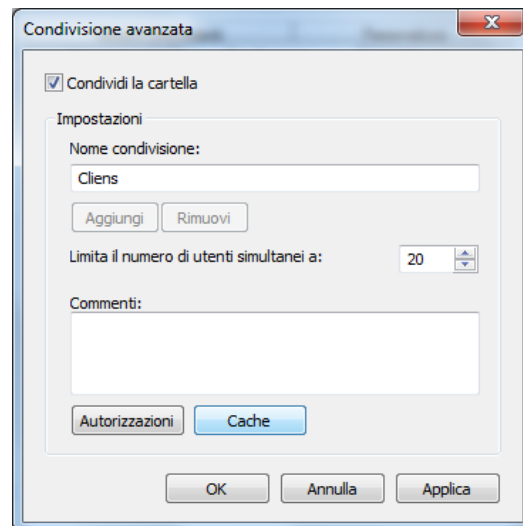 Condivisione avanzata
Condividi la cartella
Impostazioni
Nome condivisione:
Cliens
Aggiungi Rimuovi
Limita il numero di utenti simultanei a: 20
Commenti:
Autorizzazioni Cache
OK Annulla Applica